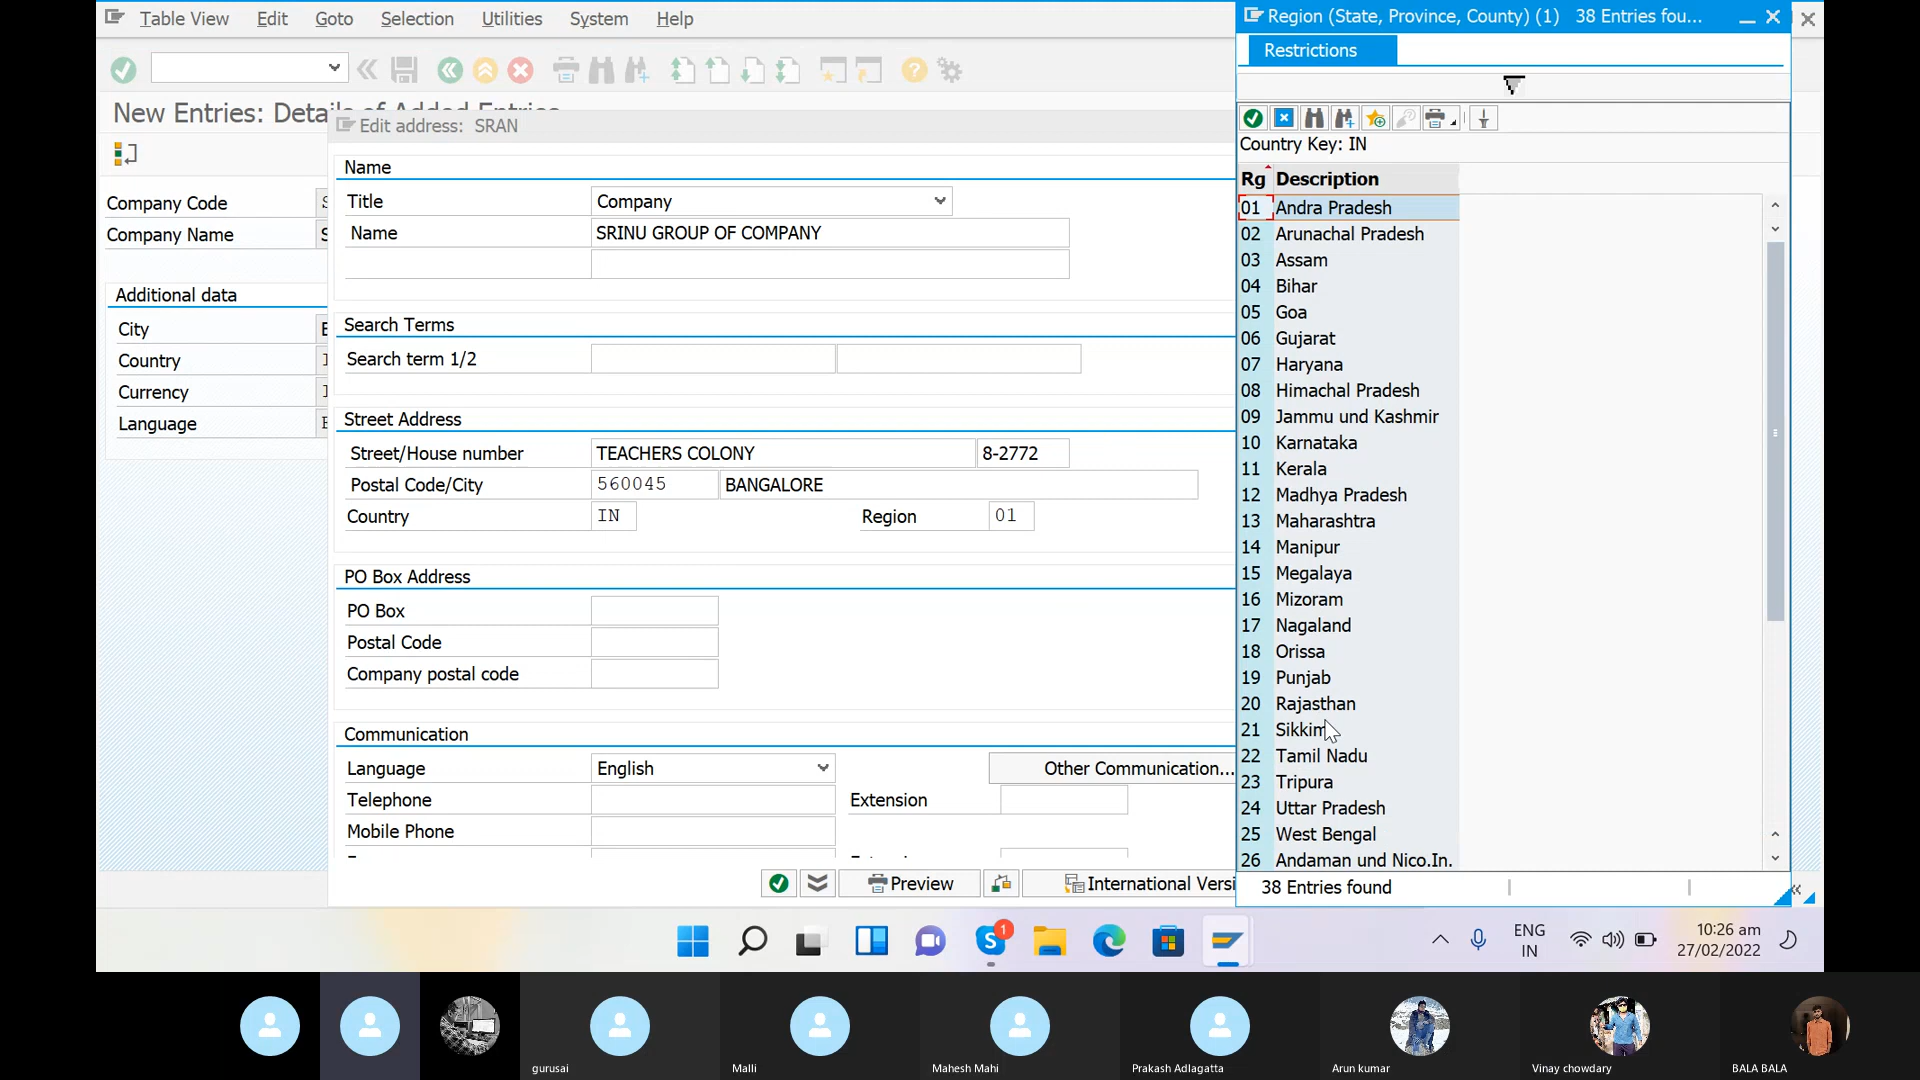 Table View Edit Goto Selection Utilities System Help
New Entries: Details of Added Entries
Company Code
Company Name
Additional data
City
Country
Currency
Language
Edit address: SRAN
Name
Title Company
Name SRINU GROUP OF COMPANY
Search Terms
Search term 1/2
Street Address
Street/House number TEACHERS COLONY 8-2772
Postal Code/City 560045 BANGALORE
Country IN Region 01
PO Box Address
PO Box
Postal Code
Company postal code
Communication
Language English Other Communication...
Telephone Extension
Mobile Phone
Preview International Versi
Region (State, Province, County) (1) 38 Entries fou...
Restrictions
Country Key: IN
Rg Description
01 Andra Pradesh
02 Arunachal Pradesh
03 Assam
04 Bihar
05 Goa
06 Gujarat
07 Haryana
08 Himachal Pradesh
09 Jammu und Kashmir
10 Karnataka
11 Kerala
12 Madhya Pradesh
13 Maharashtra
14 Manipur
15 Megalaya
16 Mizoram
17 Nagaland
18 Orissa
19 Punjab
20 Rajasthan
21 Sikkim
22 Tamil Nadu
23 Tripura
24 Uttar Pradesh
25 West Bengal
26 Andaman und Nico.In.
38 Entries found
1
ENG
IN
10:26 am
27/02/2022
gurusai
Malli
Mahesh Mahi
Prakash Adlagatta
Arun kumar
Vinay chowdary
BALA BALA